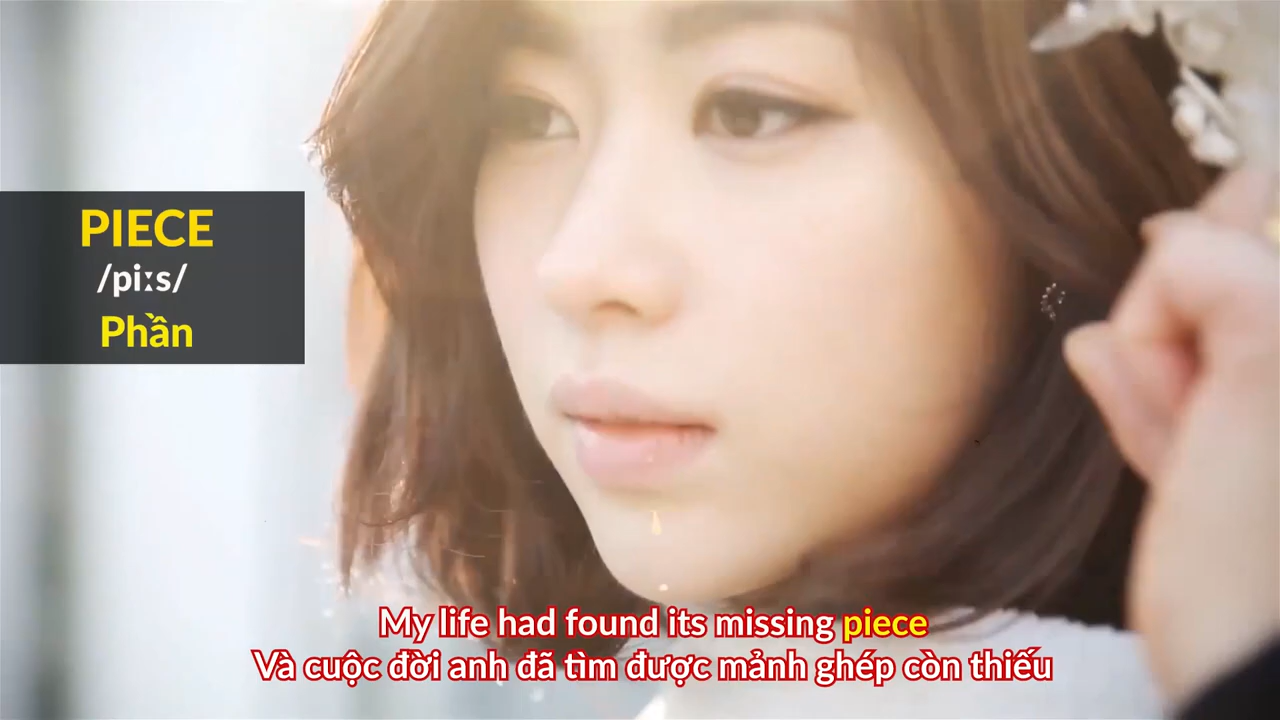 PIECE
/piːs/
Phần
My life had found its missing piece
Và cuộc đời anh đã tìm được mảnh ghép còn thiếu